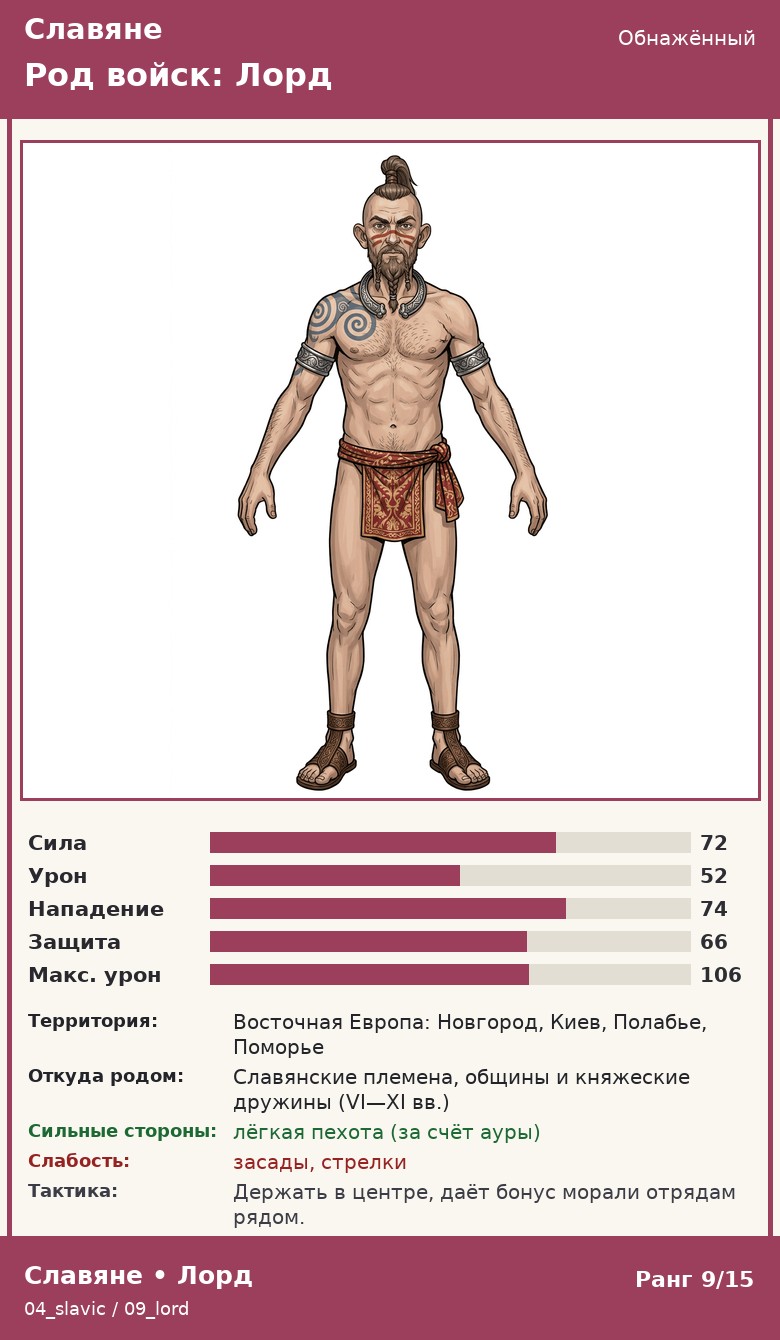 Славяне
Обнажённый
Род войск: Лорд
Сила 72
Урон 52
Нападение 74
Защита 66
Макс. урон 106
Территория: Восточная Европа: Новгород, Киев, Полабье,
Поморье
Откуда родом: Славянские племена, общины и княжеские
дружины (VI—XI вв.)
Сильные стороны: лёгкая пехота (за счёт ауры)
Слабость: засады, стрелки
Тактика: Держать в центре, даёт бонус морали отрядам
рядом.
Славяне • Лорд
Ранг 9/15
04_slavic / 09_lord